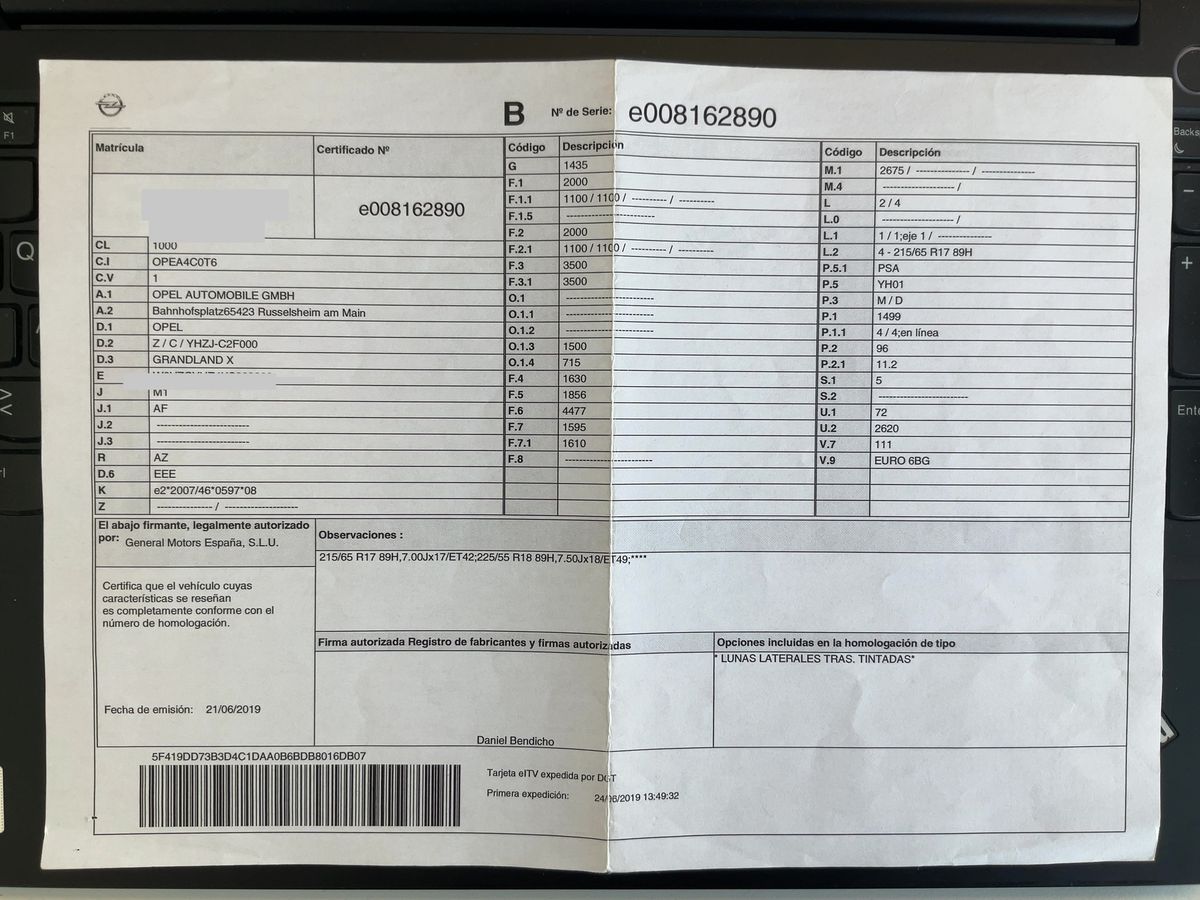 B Nº de Serie: e008162890
Matrícula
Certificado Nº
e008162890
CL 1000
C.I OPEA4C0T6
C.V 1
A.1 OPEL AUTOMOBILE GMBH
A.2 Bahnhofsplatz65423 Russelsheim am Main
D.1 OPEL
D.2 Z / C / YHZJ-C2F000
D.3 GRANDLAND X
E
J M1
J.1 AF
J.2 -------------------------
J.3 -------------------------
R AZ
D.6 EEE
K e2*2007/46*0597*08
Z --------------- / --------------------
Código Descripción
G 1435
F.1 2000
F.1.1 1100 / 1100 / --------- / ---------
F.1.5 -------------------------
F.2 2000
F.2.1 1100 / 1100 / --------- / ---------
F.3 3500
F.3.1 3500
O.1 -------------------------
O.1.1 -------------------------
O.1.2 -------------------------
O.1.3 1500
O.1.4 715
F.4 1630
F.5 1856
F.6 4477
F.7 1595
F.7.1 1610
F.8 -------------------------
Código Descripción
M.1 2675 / --------------- / ---------------
M.4 -------------------- /
L 2 / 4
L.0 -------------------- /
L.1 1 / 1;eje 1 / ---------------
L.2 4 - 215/65 R17 89H
P.5.1 PSA
P.5 YH01
P.3 M / D
P.1 1499
P.1.1 4 / 4;en línea
P.2 96
P.2.1 11.2
S.1 5
S.2 -------------------------
U.1 72
U.2 2620
V.7 111
V.9 EURO 6BG
El abajo firmante, legalmente autorizado
por: General Motors España, S.L.U.
Certifica que el vehículo cuyas
características se reseñan
es completamente conforme con el
número de homologación.
Fecha de emisión: 21/06/2019
Observaciones :
215/65 R17 89H,7.00Jx17/ET42;225/55 R18 89H,7.50Jx18/ET49;****
Firma autorizada Registro de fabricantes y firmas autorizadas
Daniel Bendicho
Opciones incluidas en la homologación de tipo
* LUNAS LATERALES TRAS. TINTADAS*
5F419DD73B3D4C1DAA0B6BDB8016DB07
Tarjeta eITV expedida por DGT
Primera expedición: 24/06/2019 13:49:32
F1
Q
Backs
Ente